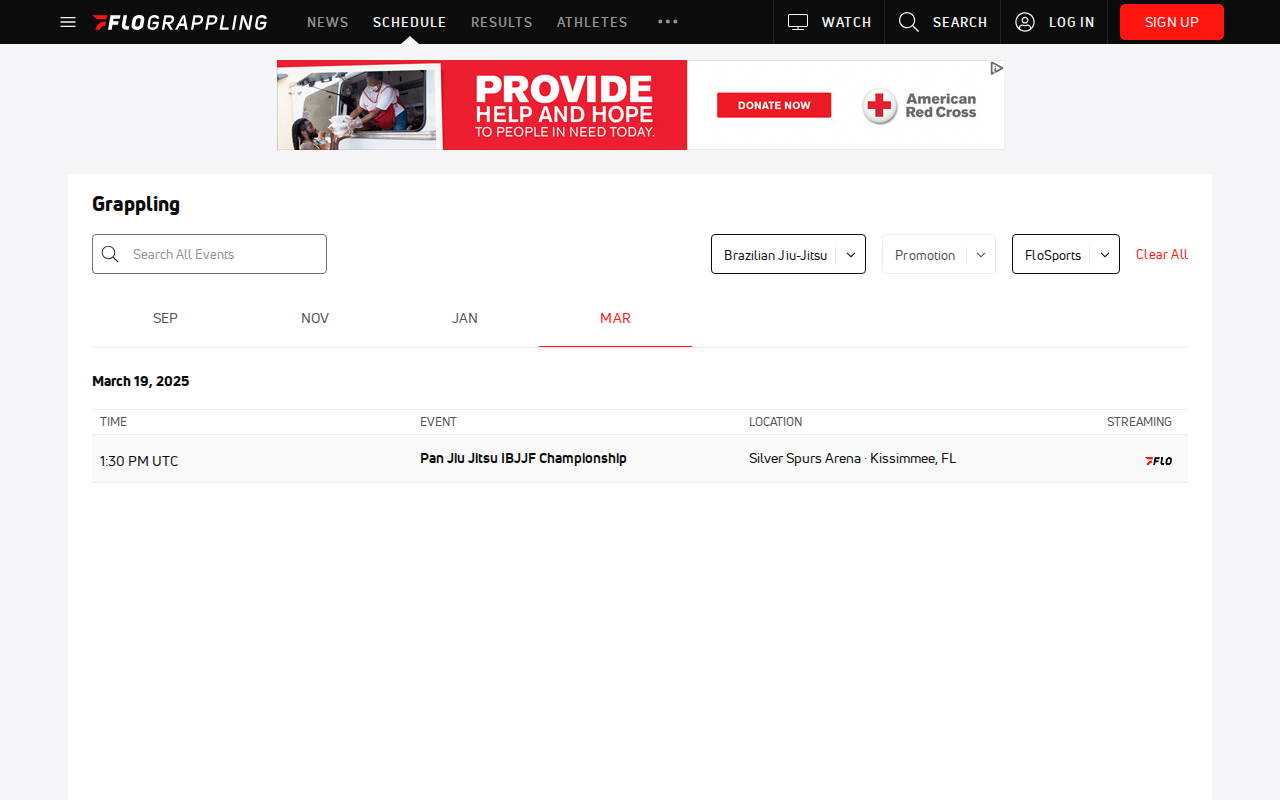 FLOGRAPPLING NEWS SCHEDULE RESULTS ATHLETES WATCH SEARCH LOG IN SIGN UP
PROVIDE
HELP AND HOPE
TO PEOPLE IN NEED TODAY.
DONATE NOW
American
Red Cross
Grappling
Search All Events
Brazilian Jiu-Jitsu Promotion FloSports Clear All
SEP NOV JAN MAR
March 19, 2025
TIME EVENT LOCATION STREAMING
1:30 PM UTC Pan Jiu Jitsu IBJJF Championship Silver Spurs Arena · Kissimmee, FL FLO